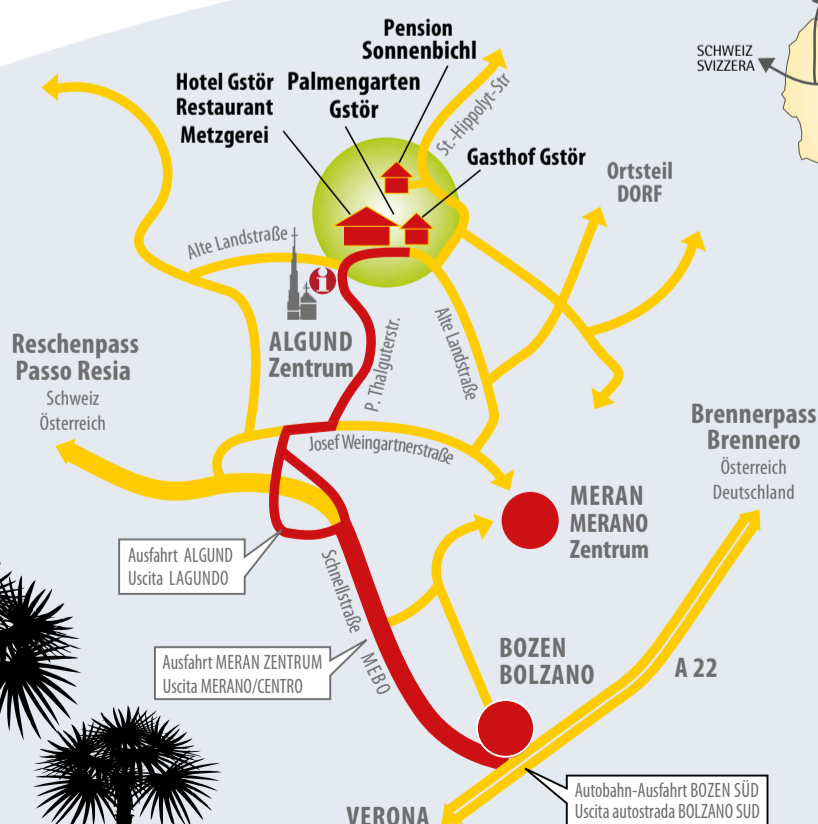 Pension
Sonnenbichl
SCHWEIZ
SVIZZERA
Hotel Gstör
Restaurant
Metzgerei
Palmengarten
Gstör
St.-Hippolyt-Str
Gasthof Gstör
Ortsteil
DORF
Alte Landstraße
i
ALGUND
Zentrum
P. Thalguterstr.
Alte Landstraße
Reschenpass
Passo Resia
Schweiz
Österreich
Josef Weingartnerstraße
Brennerpass
Brennero
Österreich
Deutschland
MERAN
MERANO
Zentrum
Ausfahrt ALGUND
Uscita LAGUNDO
Schnellstraße MEBO
Ausfahrt MERAN ZENTRUM
Uscita MERANO/CENTRO
BOZEN
BOLZANO
A 22
Autobahn-Ausfahrt BOZEN SÜD
Uscita autostrada BOLZANO SUD
VERONA